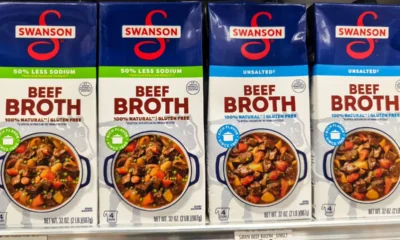 SWANSON
50% LESS SODIUM
BEEF
BROTH
100% NATURAL* | GLUTEN FREE
NET WT. 32 OZ. (2 LB.) (907g)
SWANSON
50% LESS SODIUM
BEEF
BROTH
100% NATURAL* | GLUTEN FREE
NET WT. 32 OZ. (2 LB.) (907g)
SWANSON
UNSALTED
BEEF
BROTH
100% NATURAL* | GLUTEN FREE
NET WT. 32 OZ. (2 LB.) (907g)
SWANSON
UNSALTED
BEEF
BROTH
100% NATURAL* | GLUTEN FREE
NET WT. 32 OZ. (2 LB.) (907g)